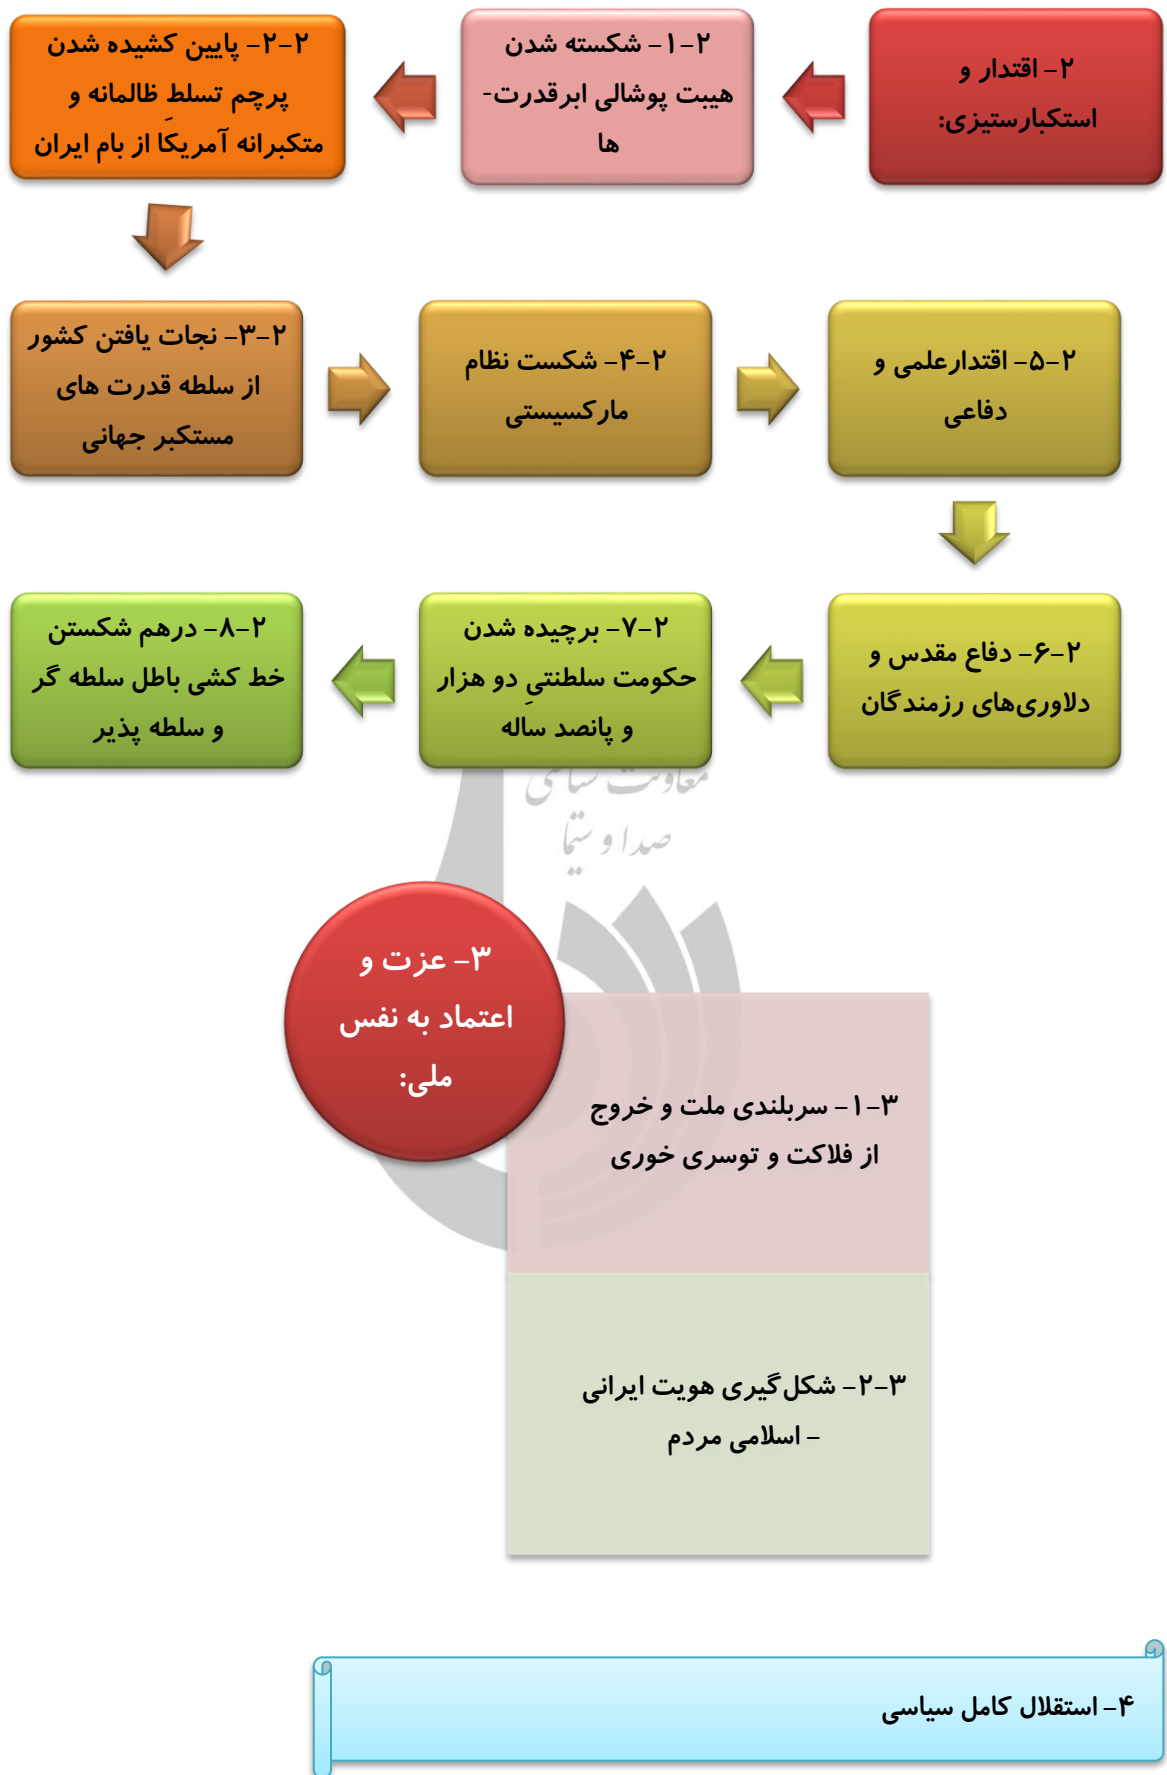 ۲- اقتدار و
استکبارستیزی:
۲-۱- شکسته شدن
هیبت پوشالی ابرقدرت-
ها
۲-۲- پایین کشیده شدن
پرچم تسلطِ ظالمانه و
متکبرانه آمریکا از بام ایران
۲-۳- نجات یافتن کشور
از سلطه قدرت های
مستکبر جهانی
۲-۴- شکست نظام
مارکسیستی
۲-۵- اقتدارعلمی و
دفاعی
۲-۶- دفاع مقدس و
دلاوری‌های رزمندگان
۲-۷- برچیده شدن
حکومت سلطنتیِ دو هزار
و پانصد ساله
۲-۸- درهم شکستن
خط کشی باطل سلطه گر
و سلطه پذیر
معاونت سیاسی
صدا و سیما
۳- عزت و
اعتماد به نفس
ملی:
۳-۱- سربلندی ملت و خروج
از فلاکت و توسری خوری
۳-۲- شکل‌گیری هویت ایرانی
- اسلامی مردم
۴- استقلال کامل سیاسی